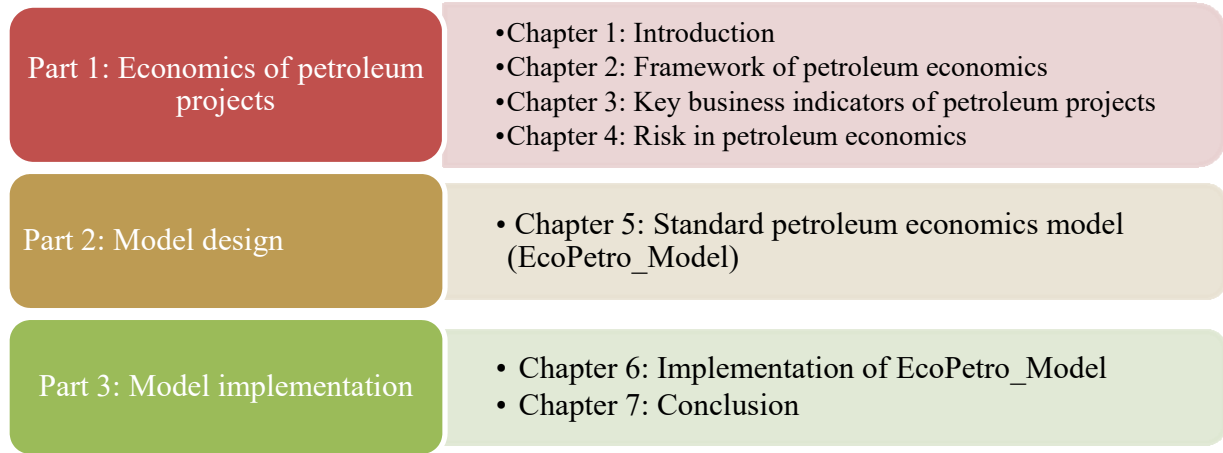 Part 1: Economics of petroleum
projects
•Chapter 1: Introduction
•Chapter 2: Framework of petroleum economics
•Chapter 3: Key business indicators of petroleum projects
•Chapter 4: Risk in petroleum economics
Part 2: Model design
• Chapter 5: Standard petroleum economics model
(EcoPetro_Model)
Part 3: Model implementation
• Chapter 6: Implementation of EcoPetro_Model
• Chapter 7: Conclusion